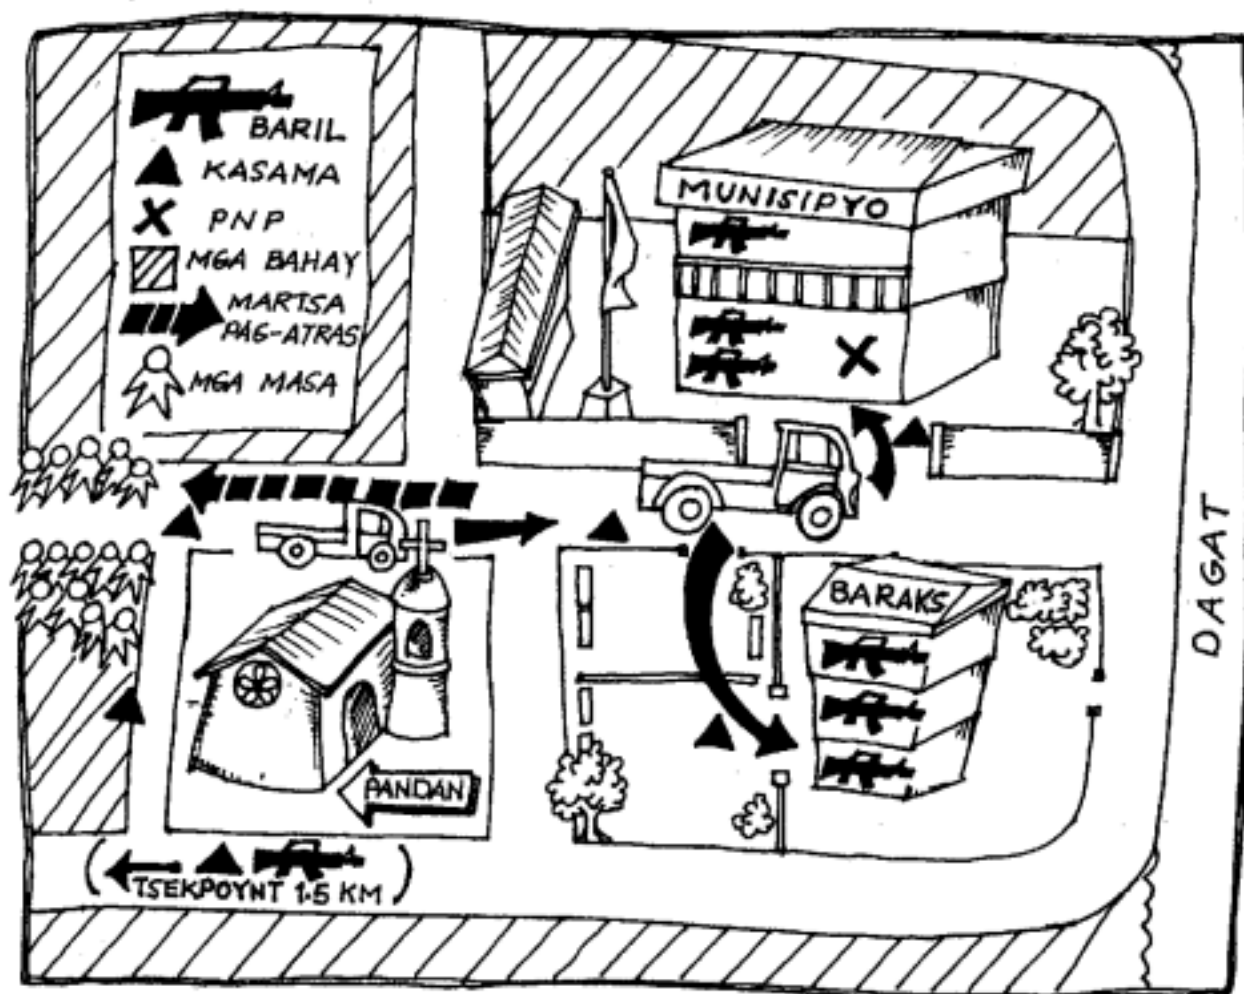 BARIL
KASAMA
PNP
MGA BAHAY
MARTSA
PAG-ATRAS
MGA MASA
MUNISIPYO
BARAKS
DAGAT
PANDAN
(TSEKPOYNT 1.5 KM)